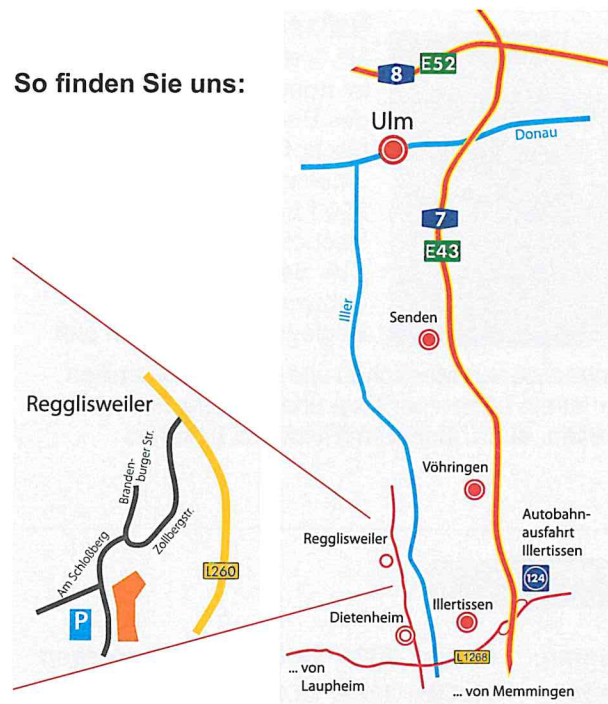 So finden Sie uns:
8
E52
Ulm
Donau
7
E43
Iller
Senden
Vöhringen
Autobahn-
ausfahrt
Illertissen
124
Regglisweiler
Illertissen
Dietenheim
L1268
... von
Laupheim
... von Memmingen
Regglisweiler
Branden-
burger Str.
Zollbergstr.
Am Schloßberg
L260
P